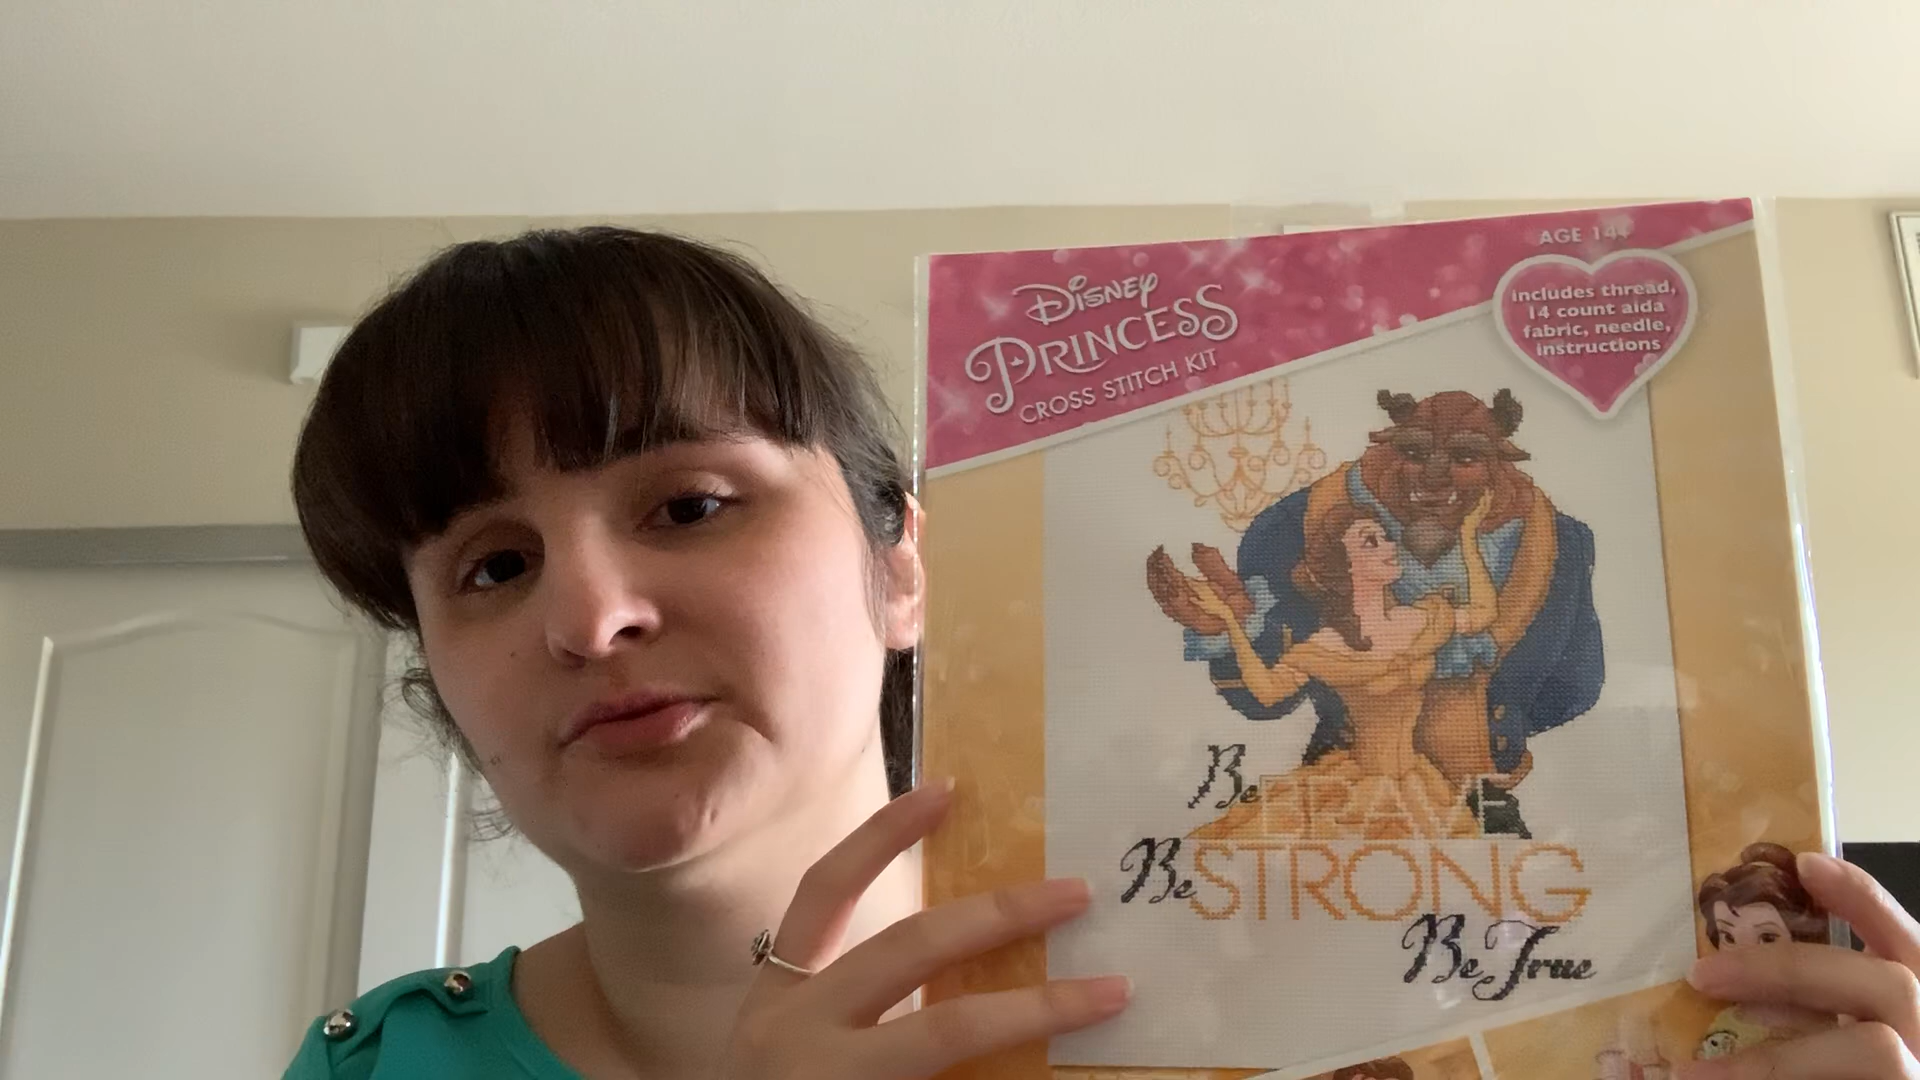 Disney
PRINCESS
CROSS STITCH KIT
AGE 14+
Includes thread,
14 count aida
fabric, needle,
instructions
Be BRAVE
Be STRONG
Be True